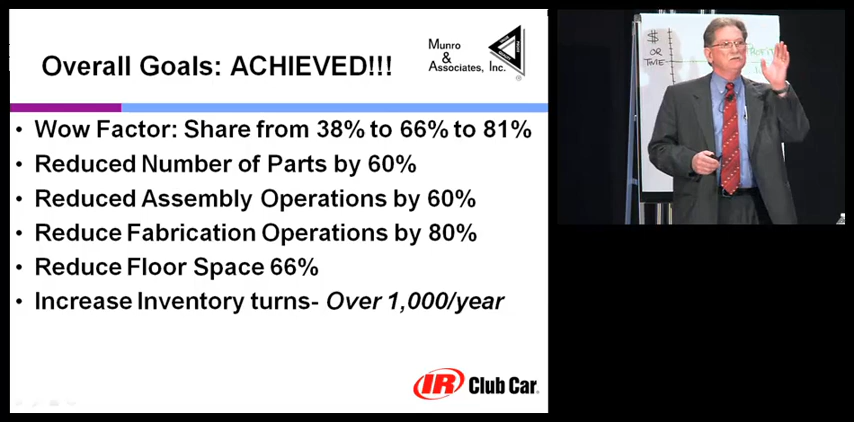 Overall Goals: ACHIEVED!!!
Munro
&
Associates, Inc.
• Wow Factor: Share from 38% to 66% to 81%
• Reduced Number of Parts by 60%
• Reduced Assembly Operations by 60%
• Reduce Fabrication Operations by 80%
• Reduce Floor Space 66%
• Increase Inventory turns- Over 1,000/year
IR Club Car
$
OR
TIME